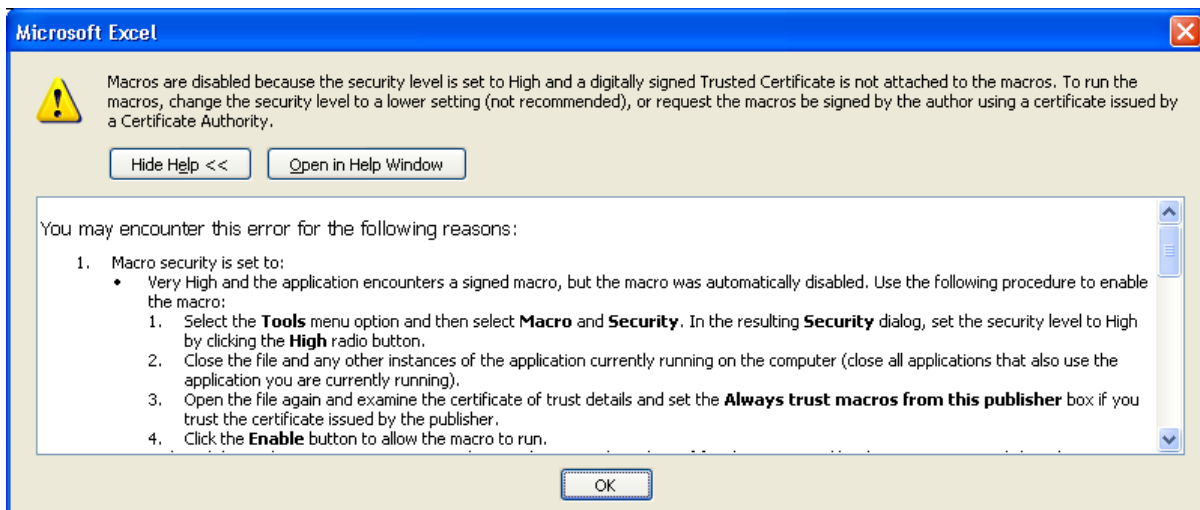 Microsoft Excel
Macros are disabled because the security level is set to High and a digitally signed Trusted Certificate is not attached to the macros. To run the
macros, change the security level to a lower setting (not recommended), or request the macros be signed by the author using a certificate issued by
a Certificate Authority.
Hide Help << Open in Help Window
You may encounter this error for the following reasons:
1. Macro security is set to:
• Very High and the application encounters a signed macro, but the macro was automatically disabled. Use the following procedure to enable
the macro:
1. Select the Tools menu option and then select Macro and Security. In the resulting Security dialog, set the security level to High
by clicking the High radio button.
2. Close the file and any other instances of the application currently running on the computer (close all applications that also use the
application you are currently running).
3. Open the file again and examine the certificate of trust details and set the Always trust macros from this publisher box if you
trust the certificate issued by the publisher.
4. Click the Enable button to allow the macro to run.
OK